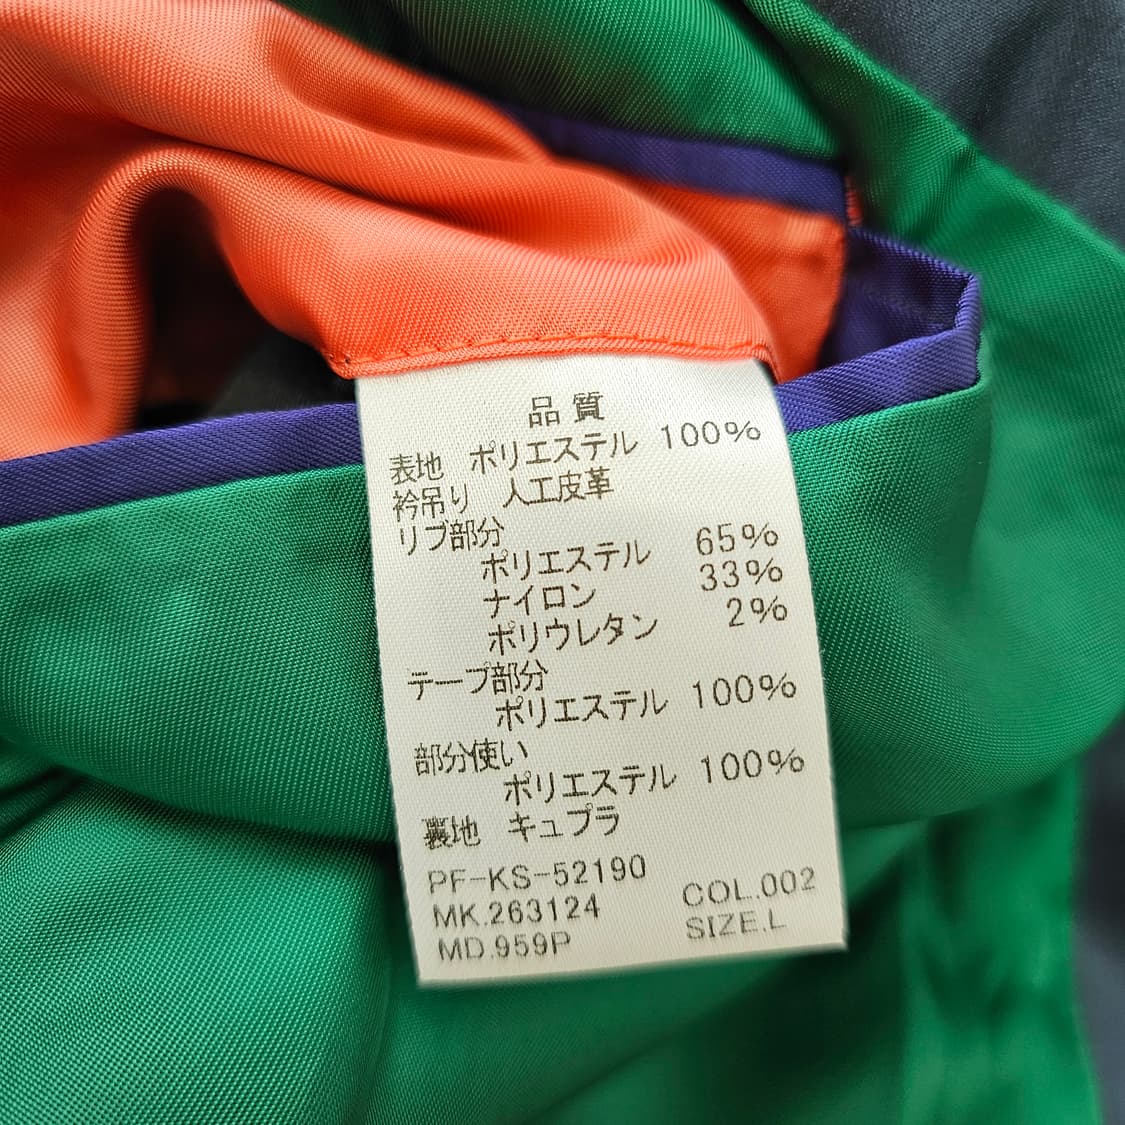 品質
表地 ポリエステル 100%
衿吊り 人工皮革
リブ部分
ポリエステル 65%
ナイロン 33%
ポリウレタン 2%
テープ部分
ポリエステル 100%
部分使い
ポリエステル 100%
裏地 キュプラ
PF-KS-52190
MK.263124 COL.002
MD.959P SIZE.L